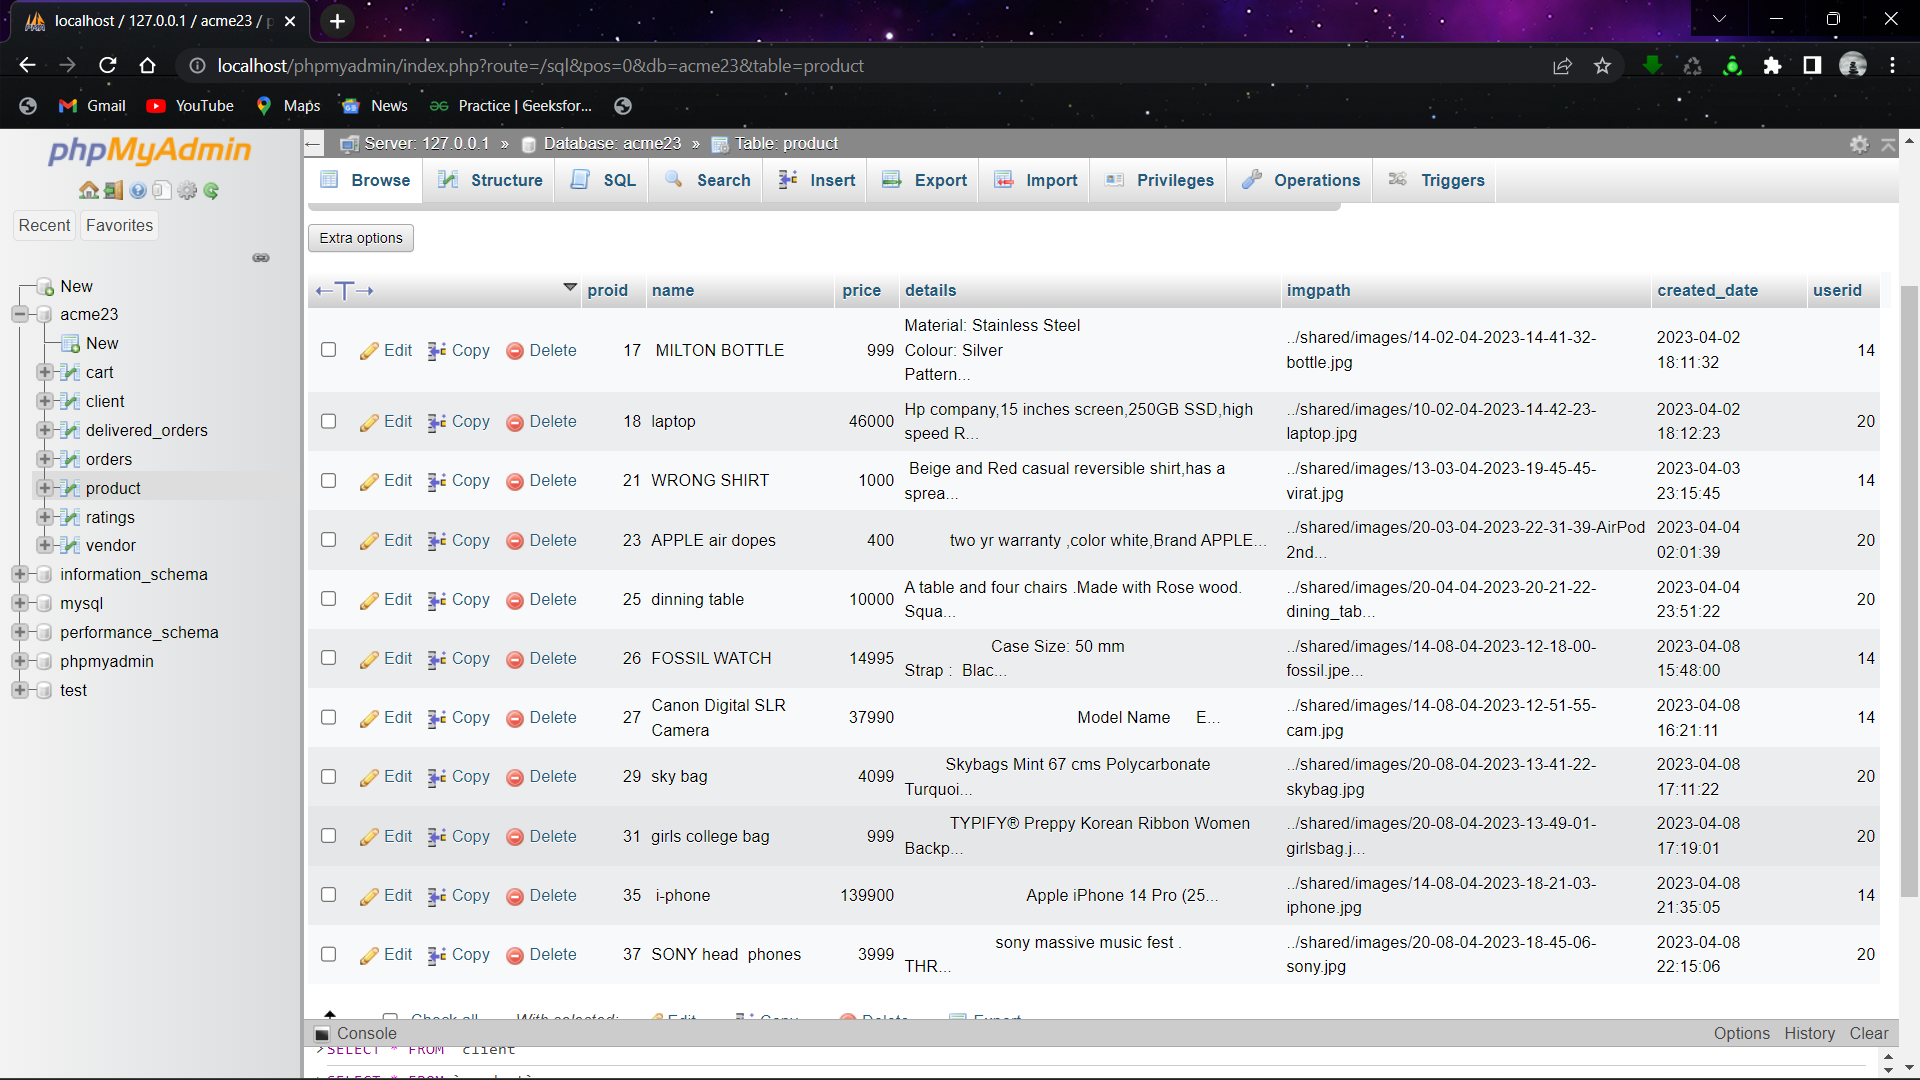 localhost / 127.0.0.1 / acme23 / p
localhost/phpmyadmin/index.php?route=/sql&pos=0&db=acme23&table=product
Gmail YouTube Maps News Practice | Geeksfor...
phpMyAdmin
Recent Favorites
New
acme23
New
cart
client
delivered_orders
orders
product
ratings
vendor
information_schema
mysql
performance_schema
phpmyadmin
test
Server: 127.0.0.1 » Database: acme23 » Table: product
Browse Structure SQL Search Insert Export Import Privileges Operations Triggers
Extra options
←T→ proid name price details imgpath created_date userid
Edit Copy Delete 17 MILTON BOTTLE 999 Material: Stainless Steel
Colour: Silver
Pattern... ../shared/images/14-02-04-2023-14-41-32-
bottle.jpg 2023-04-02
18:11:32 14
Edit Copy Delete 18 laptop 46000 Hp company,15 inches screen,250GB SSD,high
speed R... ../shared/images/10-02-04-2023-14-42-23-
laptop.jpg 2023-04-02
18:12:23 20
Edit Copy Delete 21 WRONG SHIRT 1000 Beige and Red casual reversible shirt,has a
sprea... ../shared/images/13-03-04-2023-19-45-45-
virat.jpg 2023-04-03
23:15:45 14
Edit Copy Delete 23 APPLE air dopes 400 two yr warranty ,color white,Brand APPLE... ../shared/images/20-03-04-2023-22-31-39-AirPod
2nd... 2023-04-04
02:01:39 20
Edit Copy Delete 25 dinning table 10000 A table and four chairs .Made with Rose wood.
Squa... ../shared/images/20-04-04-2023-20-21-22-
dining_tab... 2023-04-04
23:51:22 20
Edit Copy Delete 26 FOSSIL WATCH 14995 Case Size: 50 mm
Strap : Blac... ../shared/images/14-08-04-2023-12-18-00-
fossil.jpe... 2023-04-08
15:48:00 14
Edit Copy Delete 27 Canon Digital SLR
Camera 37990 Model Name E... ../shared/images/14-08-04-2023-12-51-55-
cam.jpg 2023-04-08
16:21:11 14
Edit Copy Delete 29 sky bag 4099 Skybags Mint 67 cms Polycarbonate
Turquoi... ../shared/images/20-08-04-2023-13-41-22-
skybag.jpg 2023-04-08
17:11:22 20
Edit Copy Delete 31 girls college bag 999 TYPIFY® Preppy Korean Ribbon Women
Backp... ../shared/images/20-08-04-2023-13-49-01-
girlsbag.j... 2023-04-08
17:19:01 20
Edit Copy Delete 35 i-phone 139900 Apple iPhone 14 Pro (25... ../shared/images/14-08-04-2023-18-21-03-
iphone.jpg 2023-04-08
21:35:05 14
Edit Copy Delete 37 SONY head phones 3999 sony massive music fest .
THR... ../shared/images/20-08-04-2023-18-45-06-
sony.jpg 2023-04-08
22:15:06 20
Check all With selected: Edit Copy Delete Export
Console Options History Clear
>SELECT * FROM `client`